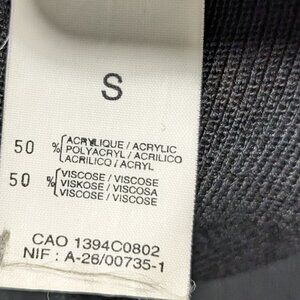 S
50 % ACRYLIQUE / ACRYLIC
POLYACRYL / ACRILICO
ACRILICO / ACRYL
50 % VISCOSE / VISCOSE
VISKOSE / VISCOSA
VISCOSE / VISCOSE
CAO 1394C0802
NIF : A-26/00735-1